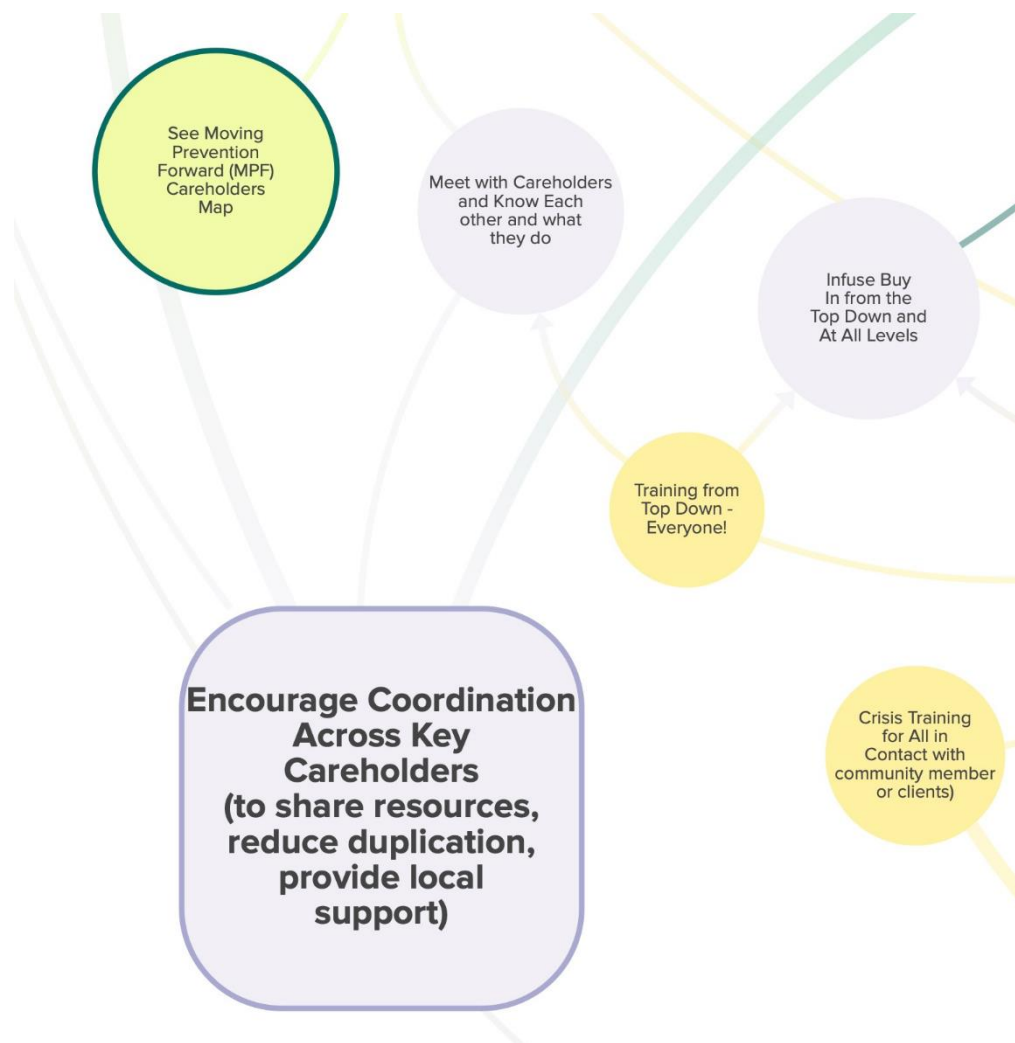 See Moving
Prevention
Forward (MPF)
Careholders
Map
Meet with Careholders
and Know Each
other and what
they do
Infuse Buy
In from the
Top Down and
At All Levels
Training from
Top Down -
Everyone!
Encourage Coordination
Across Key
Careholders
(to share resources,
reduce duplication,
provide local
support)
Crisis Training
for All in
Contact with
community member
or clients)